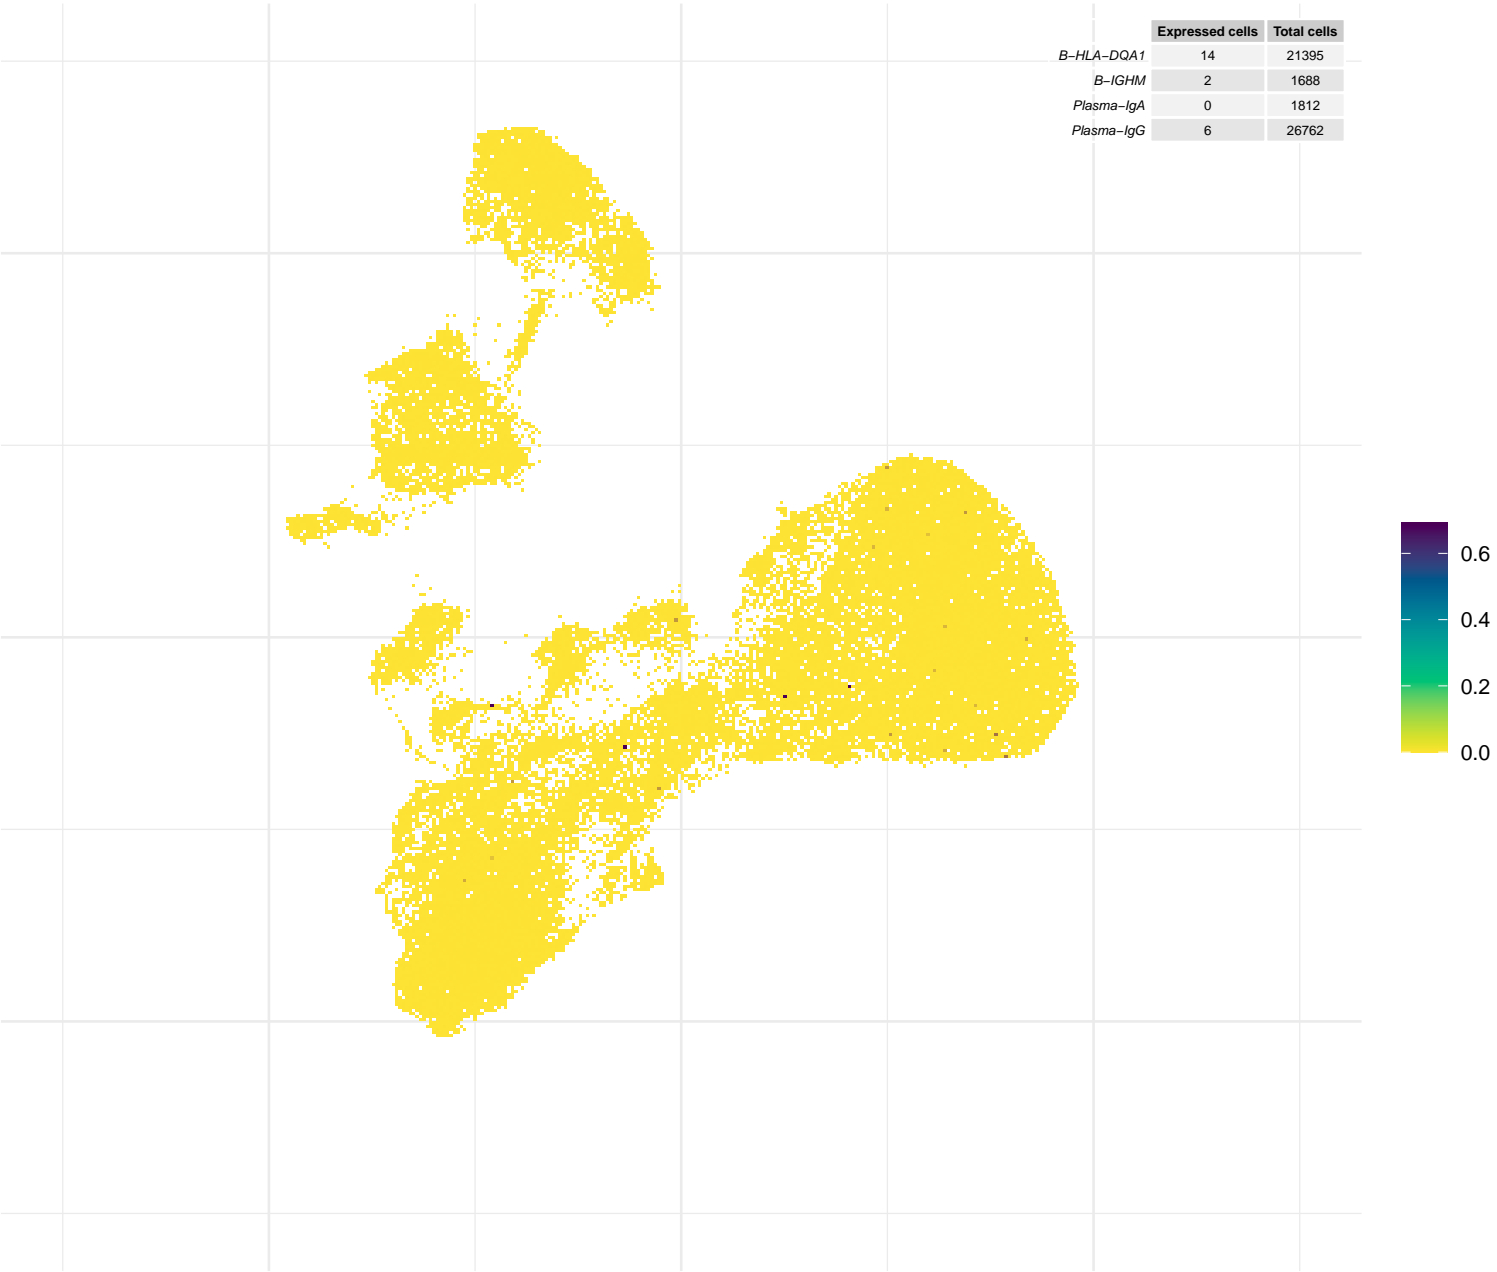 Expressed cells Total cells
B−HLA−DQA1 14 21395
B−IGHM 2 1688
Plasma−IgA 0 1812
Plasma−IgG 6 26762
0.6
0.4
0.2
0.0